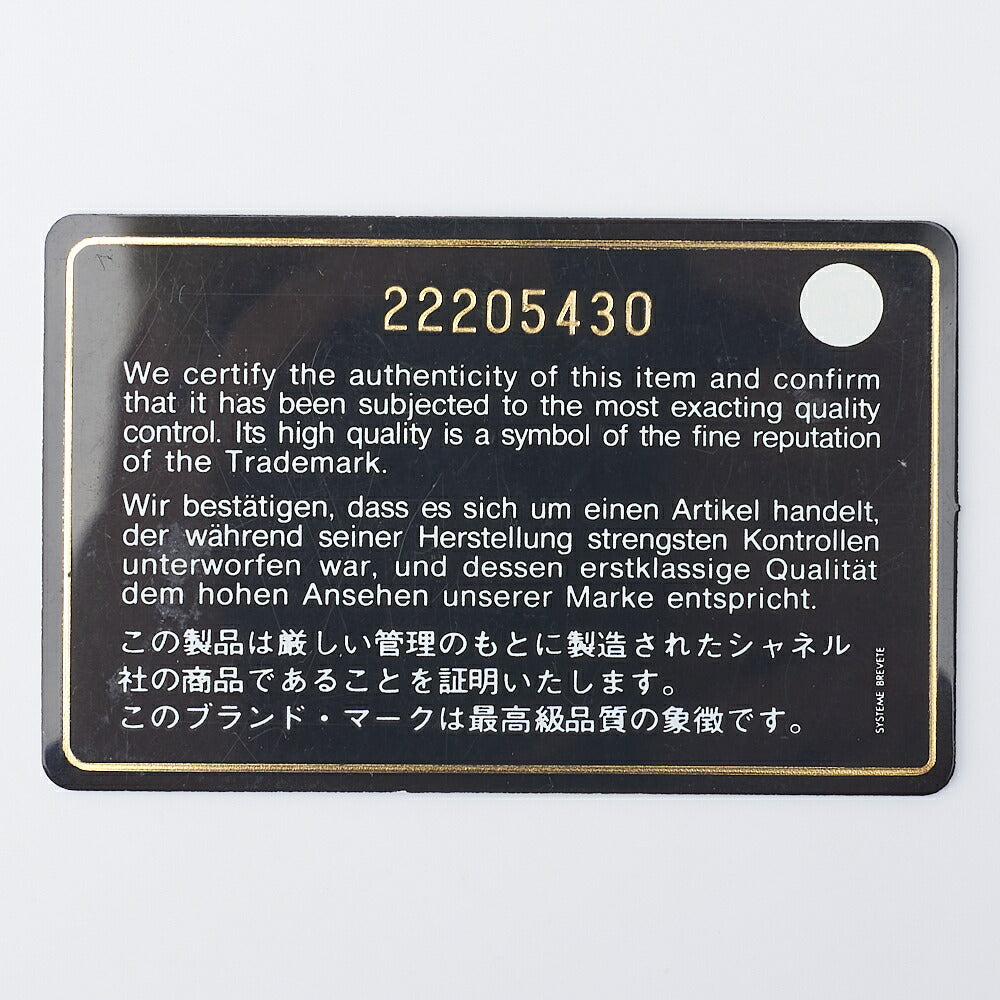 22205430
We certify the authenticity of this item and confirm
that it has been subjected to the most exacting quality
control. Its high quality is a symbol of the fine reputation
of the Trademark.
Wir bestätigen, dass es sich um einen Artikel handelt,
der während seiner Herstellung strengsten Kontrollen
unterworfen war, und dessen erstklassige Qualität
dem hohen Ansehen unserer Marke entspricht.
この製品は厳しい管理のもとに製造されたシャネル
社の商品であることを証明いたします。
このブランド・マークは最高級品質の象徴です。
SYSTEME BREVETE